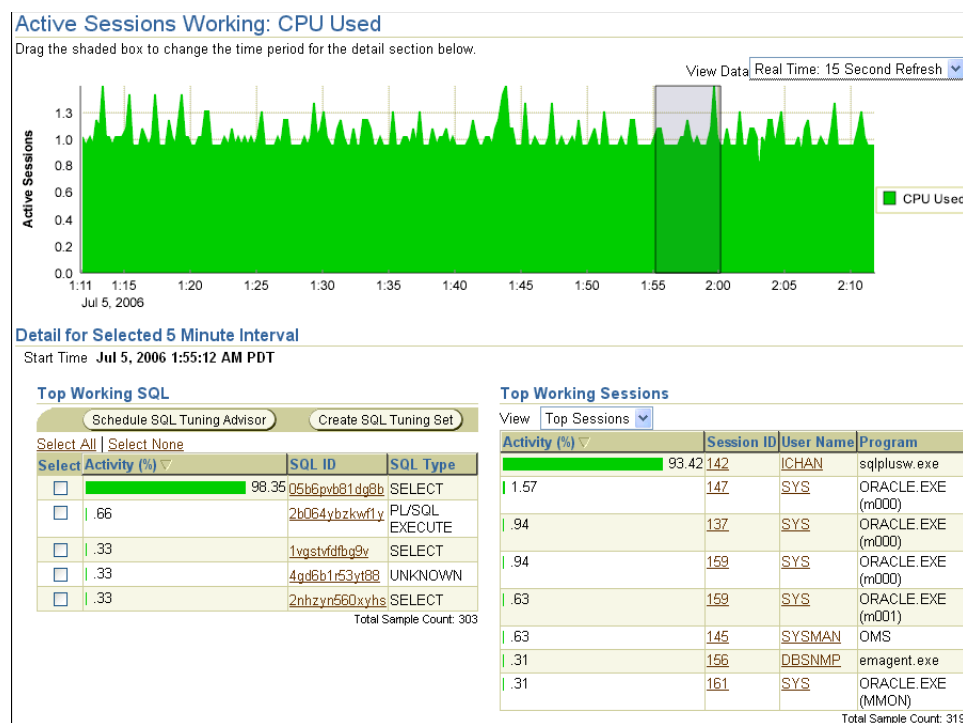 Active Sessions Working: CPU Used
Drag the shaded box to change the time period for the detail section below.
View Data Real Time: 15 Second Refresh
Active Sessions
1.3
1.0
0.8
0.6
0.4
0.2
0.0
1:11 1:15 1:20 1:25 1:30 1:35 1:40 1:45 1:50 1:55 2:00 2:05 2:10
Jul 5, 2006
CPU Used
Detail for Selected 5 Minute Interval
Start Time Jul 5, 2006 1:55:12 AM PDT
Top Working SQL
Schedule SQL Tuning Advisor Create SQL Tuning Set
Select All | Select None
Select Activity (%) SQL ID SQL Type
98.35 05b6pvb81dg8b SELECT
.66 2b064ybzkwf1y PL/SQL
EXECUTE
.33 1vgstvfdfbg9v SELECT
.33 4gd6b1r53yt88 UNKNOWN
.33 2nhzyn560xyhs SELECT
Total Sample Count: 303
Top Working Sessions
View Top Sessions
Activity (%) Session ID User Name Program
93.42 142 ICHAN sqlplusw.exe
1.57 147 SYS ORACLE.EXE
(m000)
.94 137 SYS ORACLE.EXE
(m000)
.94 159 SYS ORACLE.EXE
(m000)
.63 159 SYS ORACLE.EXE
(m001)
.63 145 SYSMAN OMS
.31 156 DBSNMP emagent.exe
.31 161 SYS ORACLE.EXE
(MMON)
Total Sample Count: 319